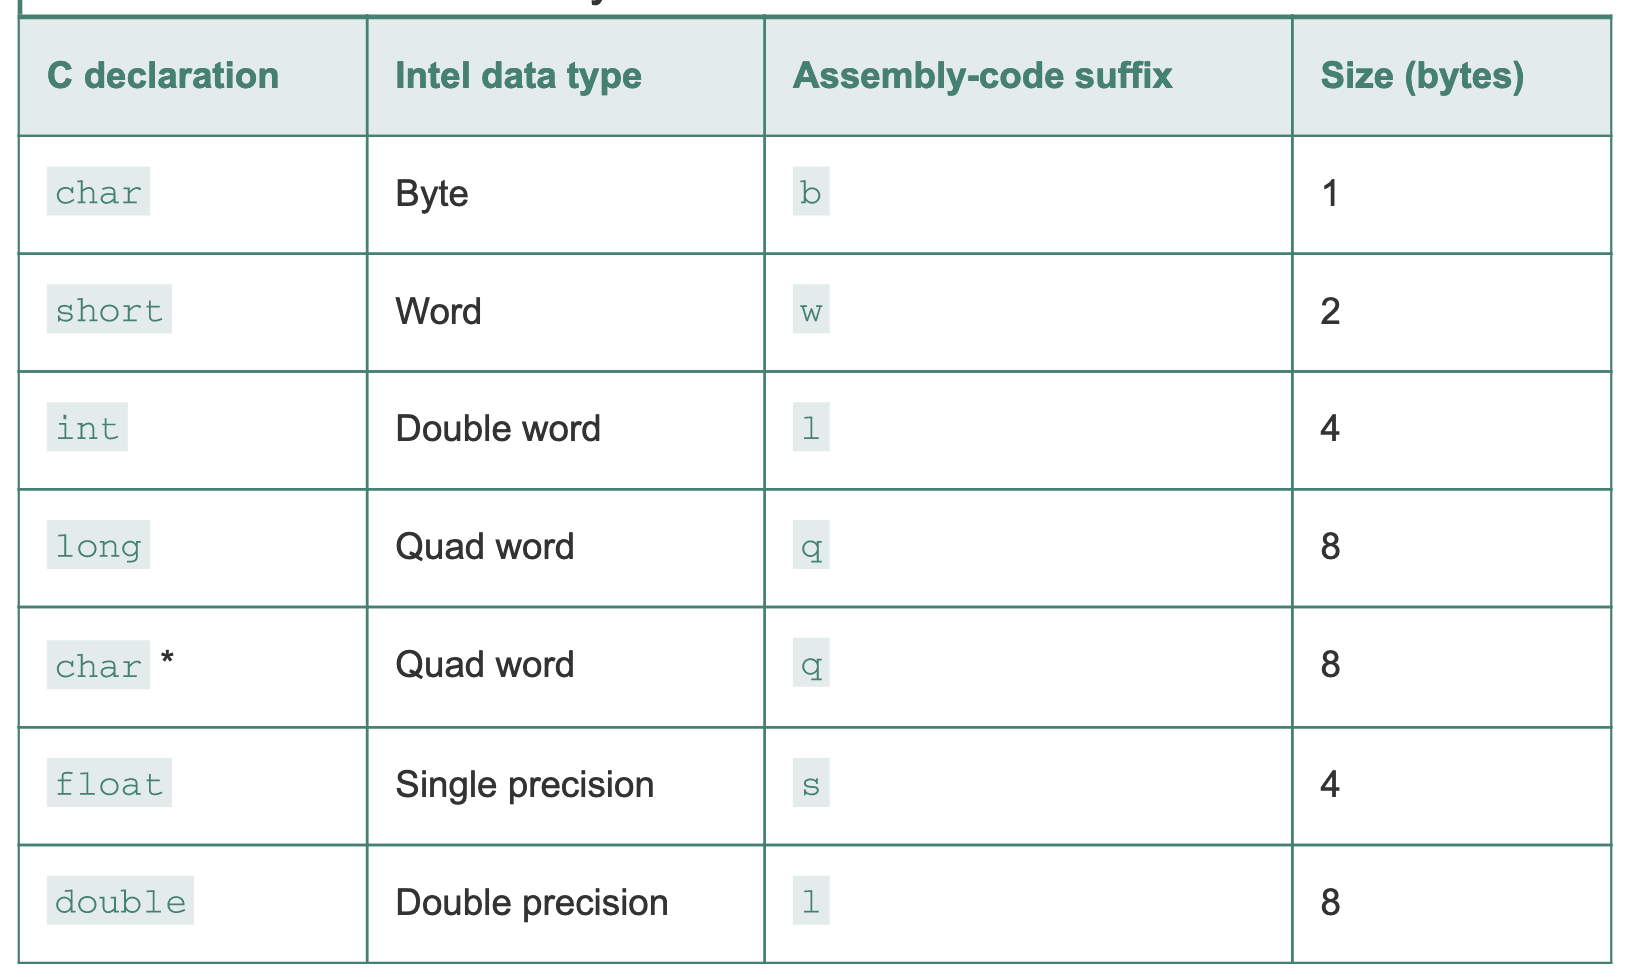 C declaration Intel data type Assembly-code suffix Size (bytes)
char Byte b 1
short Word w 2
int Double word l 4
long Quad word q 8
char * Quad word q 8
float Single precision s 4
double Double precision l 8